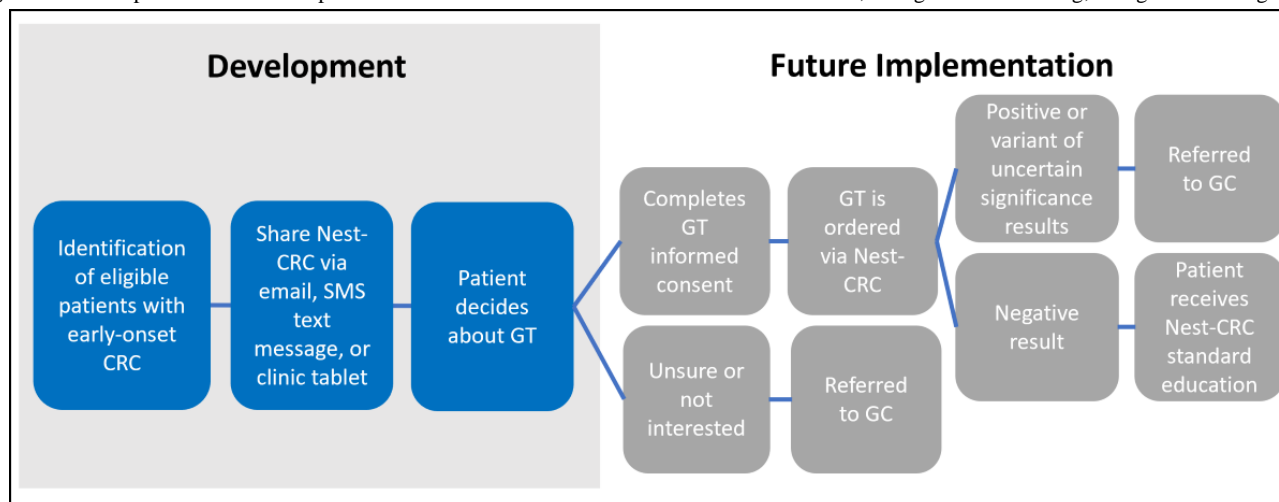 Development
Future Implementation
Identification
of eligible
patients with
early-onset
CRC
Share Nest-
CRC via
email, SMS
text
message, or
clinic tablet
Patient
decides
about GT
Completes
GT
informed
consent
GT is
ordered
via Nest-
CRC
Positive or
variant of
uncertain
significance
results
Referred
to GC
Negative
result
Patient
receives
Nest-CRC
standard
education
Unsure or
not
interested
Referred
to GC